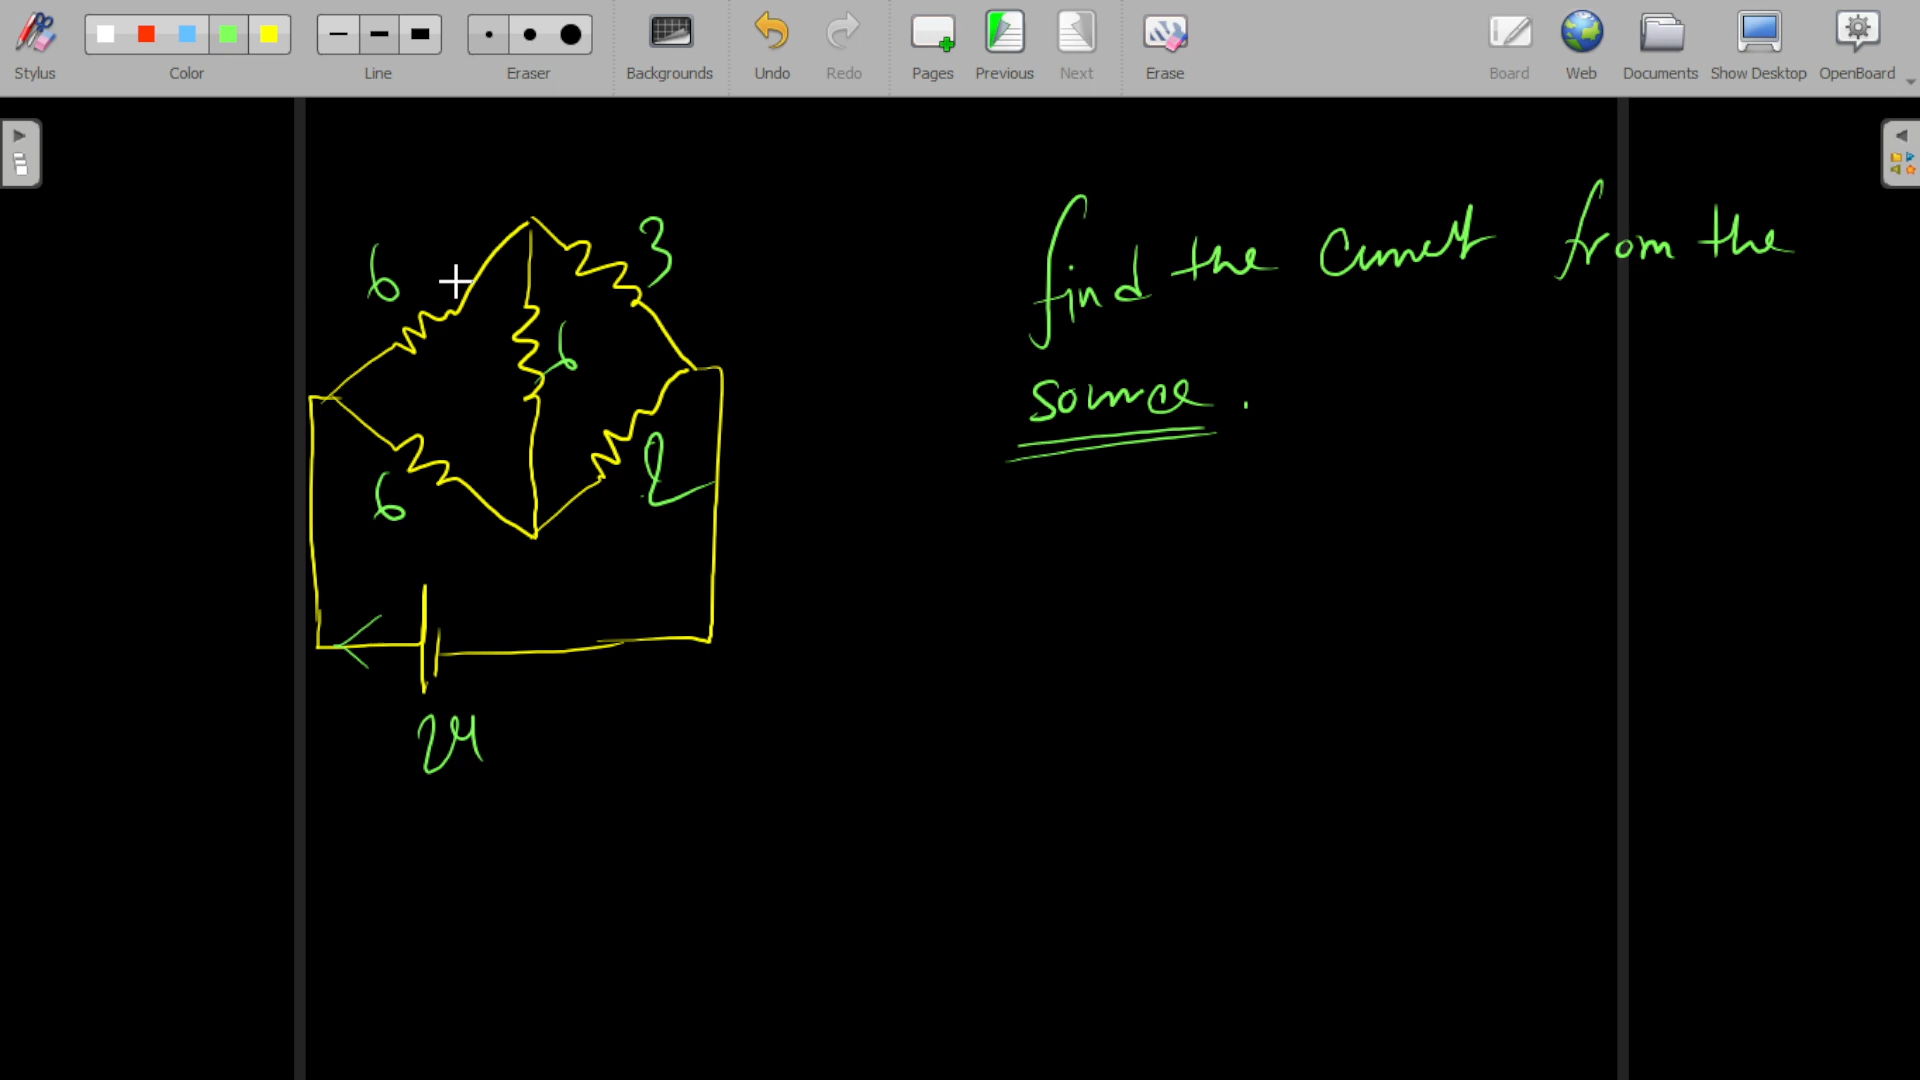 Stylus Color Line Eraser Backgrounds Undo Redo Pages Previous Next Erase Board Web Documents Show Desktop OpenBoard
6 3
find the current from the
6
source.
6 2
24